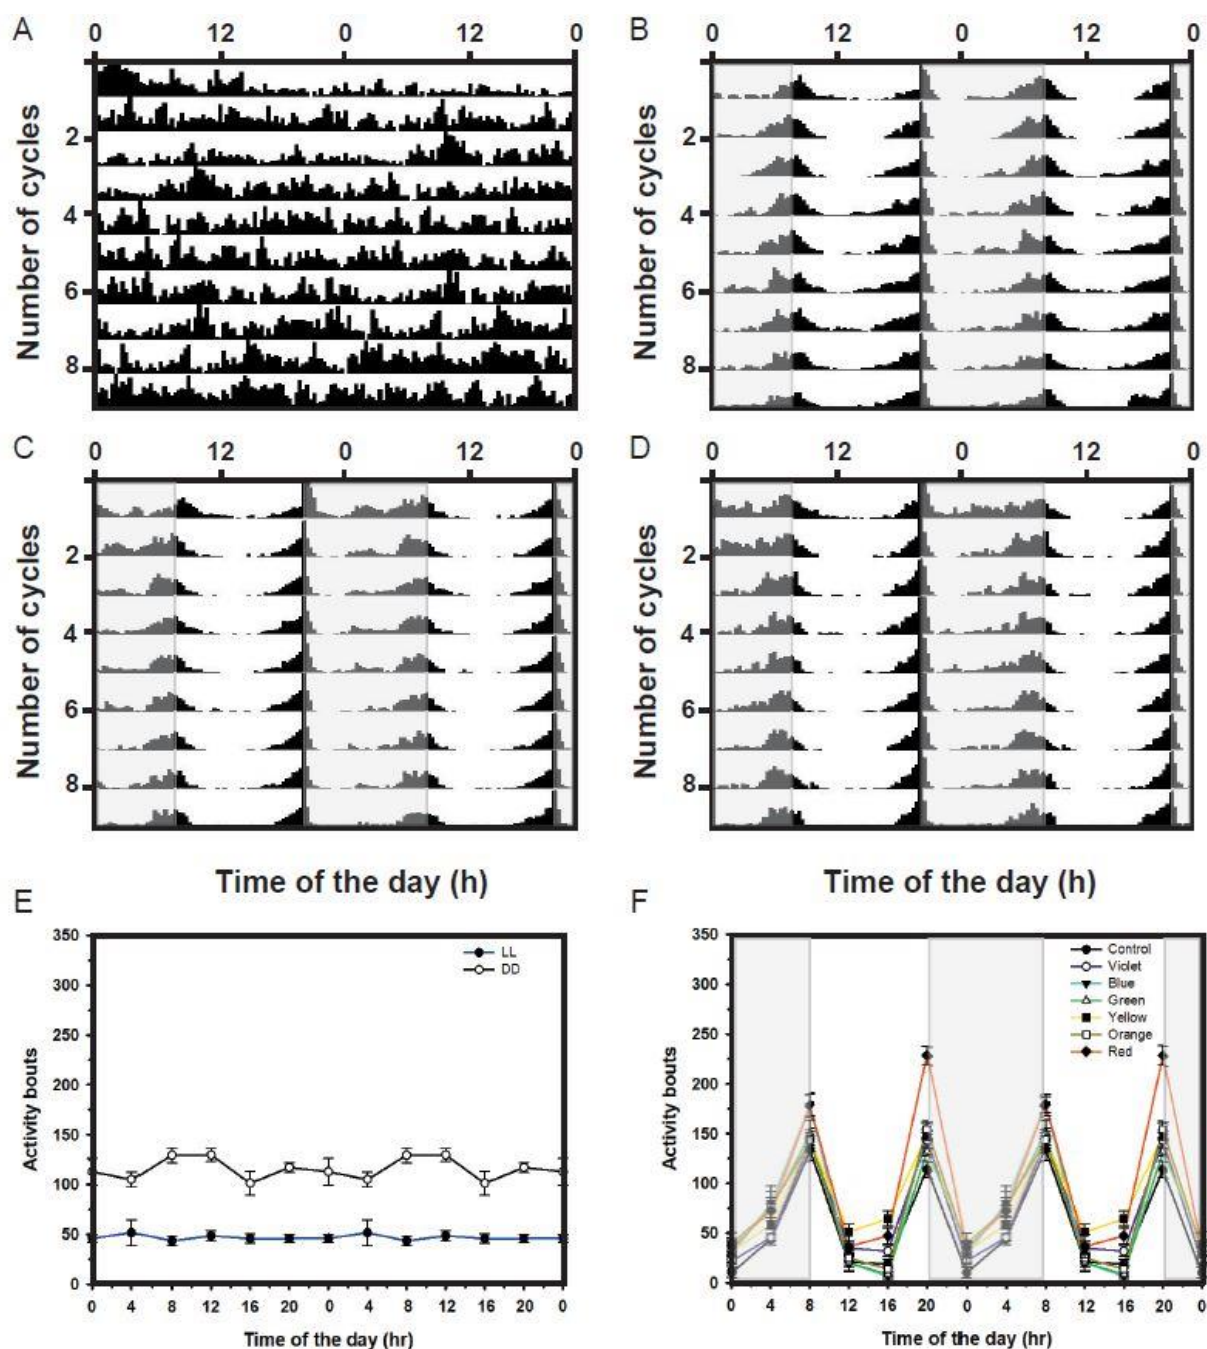 A
B
0 12 0 12 0
0 12 0 12 0
Number of cycles
2
4
6
8
Number of cycles
2
4
6
8
C
D
0 12 0 12 0
0 12 0 12 0
Number of cycles
2
4
6
8
Number of cycles
2
4
6
8
Time of the day (h)
Time of the day (h)
E
F
350
300
250
200
150
100
50
0
Activity bouts
LL
DD
0 4 8 12 16 20 0 4 8 12 16 20 0
Time of the day (hr)
350
300
250
200
150
100
50
0
Activity bouts
Control
Violet
Blue
Green
Yellow
Orange
Red
0 4 8 12 16 20 0 4 8 12 16 20 0
Time of the day (hr)